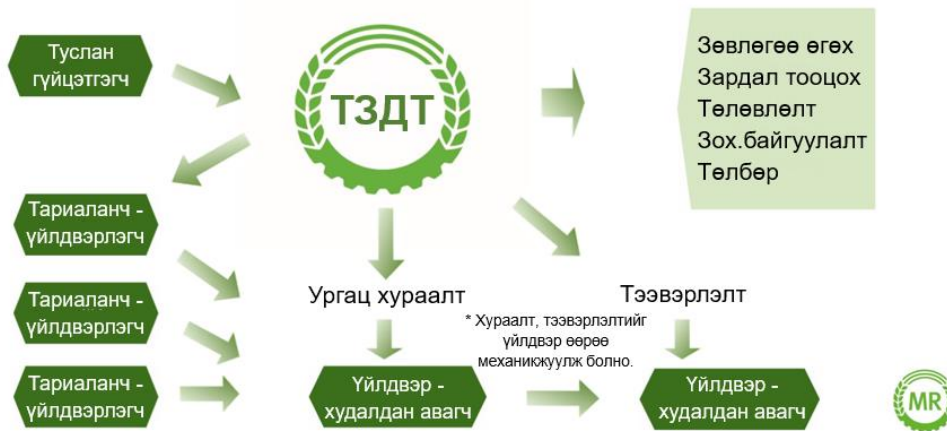 Туслан
гүйцэтгэгч
ТЗДТ
Зөвлөгөө өгөх
Зардал тооцох
Төлөвлөлт
Зох.байгуулалт
Төлбөр
Тариаланч -
үйлдвэрлэгч
Тариаланч -
үйлдвэрлэгч
Тариаланч -
үйлдвэрлэгч
Ургац хураалт
Тээвэрлэлт
* Хураалт, тээвэрлэлтийг
үйлдвэр өөрөө
механикжуулж болно.
Үйлдвэр -
худалдан авагч
Үйлдвэр -
худалдан авагч
MR